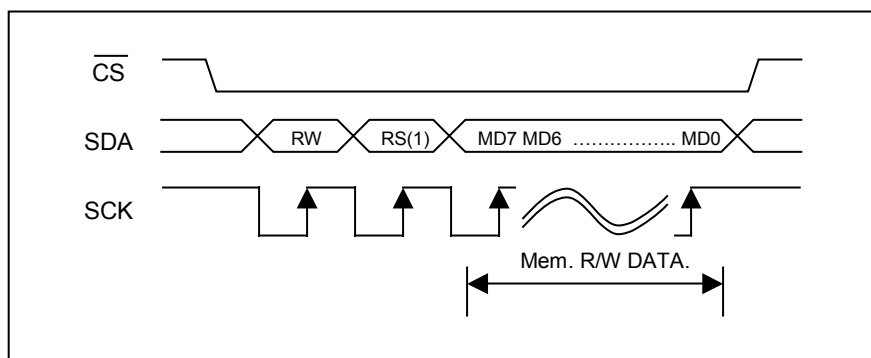 CS
SDA RW RS(1) MD7 MD6 ................. MD0
SCK
Mem. R/W DATA.